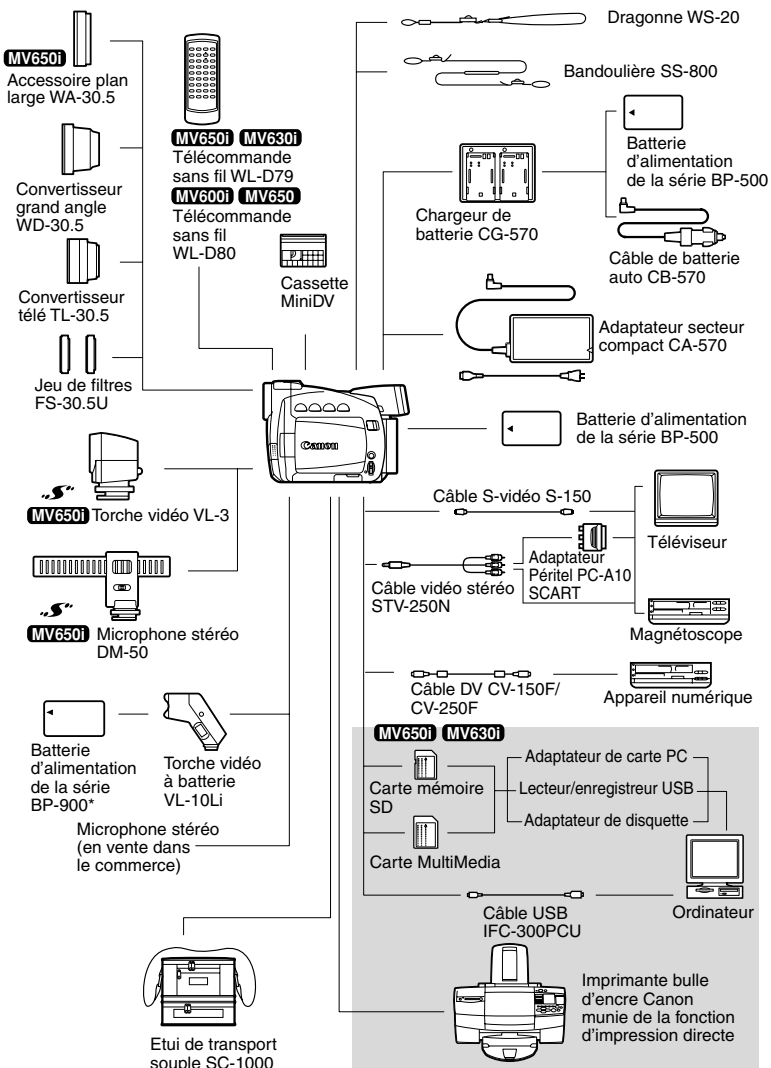 MV650i
Accessoire plan
large WA-30.5
Convertisseur
grand angle
WD-30.5
Convertisseur
télé TL-30.5
Jeu de filtres
FS-30.5U
MV650i MV630i
Télécommande
sans fil WL-D79
MV600i MV650
Télécommande
sans fil
WL-D80
Cassette
MiniDV
Dragonne WS-20
Bandoulière SS-800
Chargeur de
batterie CG-570
Batterie
d'alimentation
de la série BP-500
Câble de batterie
auto CB-570
Adaptateur secteur
compact CA-570
Batterie d'alimentation
de la série BP-500
Canon
S
MV650i Torche vidéo VL-3
S
MV650i Microphone stéréo
DM-50
Batterie
d'alimentation
de la série
BP-900*
Torche vidéo
à batterie
VL-10Li
Microphone stéréo
(en vente dans
le commerce)
Etui de transport
souple SC-1000
Câble S-vidéo S-150
Téléviseur
Câble vidéo stéréo
STV-250N
Adaptateur
Péritel PC-A10
SCART
Magnétoscope
Câble DV CV-150F/
CV-250F
Appareil numérique
MV650i MV630i
Carte mémoire
SD
Carte MultiMedia
Adaptateur de carte PC
Lecteur/enregistreur USB
Adaptateur de disquette
Ordinateur
Câble USB
IFC-300PCU
Imprimante bulle
d'encre Canon
munie de la fonction
d'impression directe